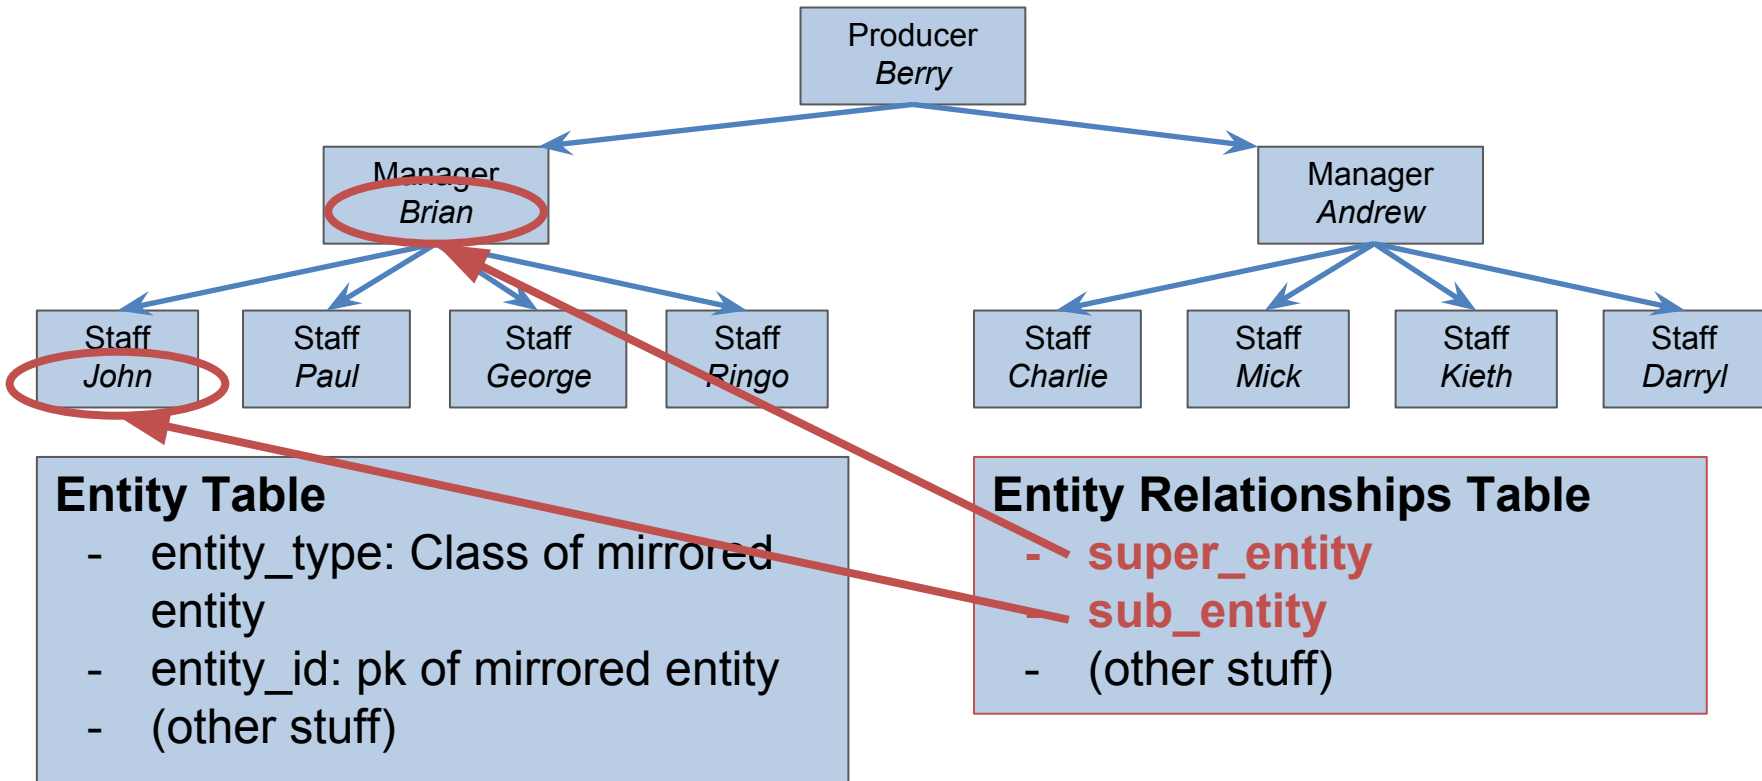 Producer
Berry
Manager
Brian
Manager
Andrew
Staff
John
Staff
Paul
Staff
George
Staff
Ringo
Staff
Charlie
Staff
Mick
Staff
Kieth
Staff
Darryl
Entity Table
- entity_type: Class of mirrored
entity
- entity_id: pk of mirrored entity
- (other stuff)
Entity Relationships Table
- super_entity
- sub_entity
- (other stuff)